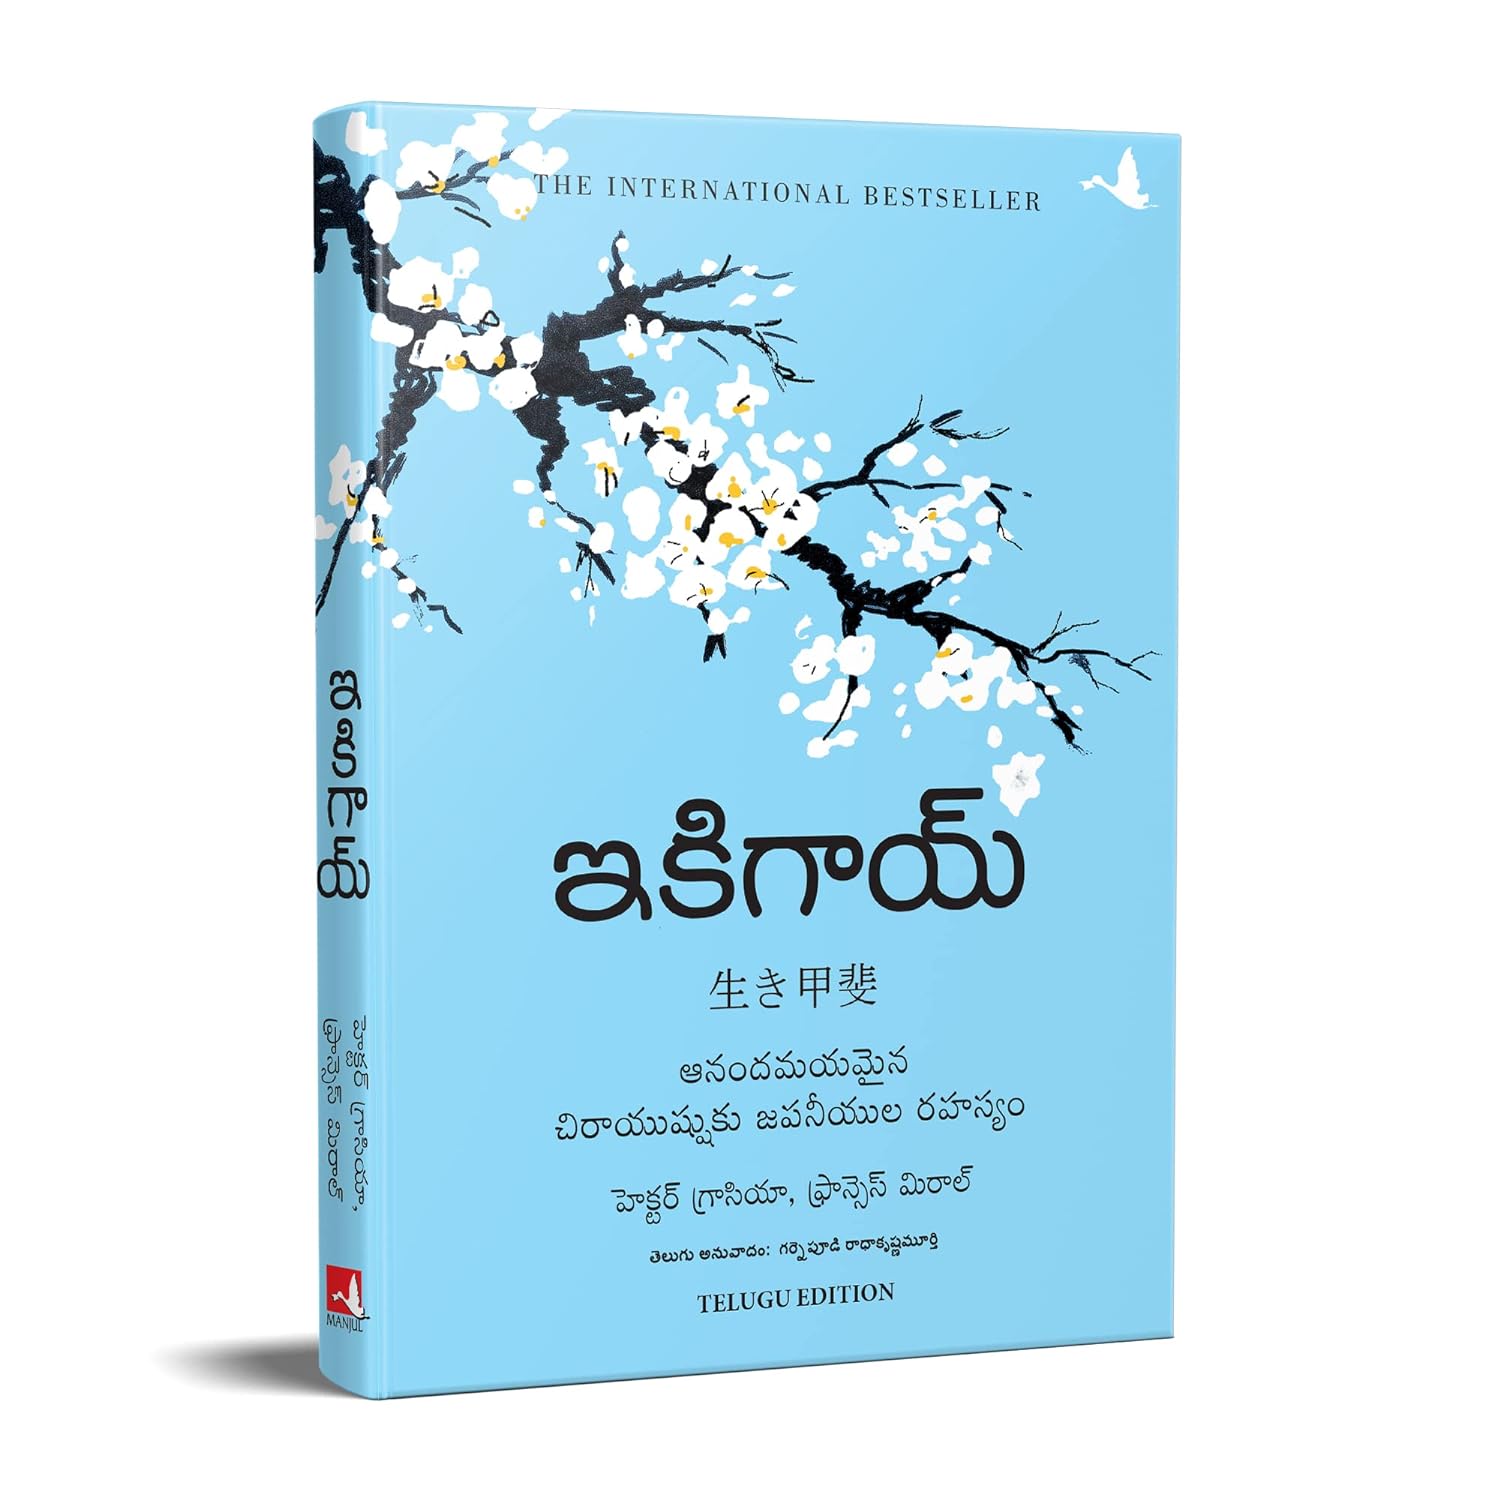 THE INTERNATIONAL BESTSELLER
ఇకిగాయ్
生き甲斐
ఆనందమయమైన
చిరాయుష్షుకు జపనీయుల రహస్యం
హెక్టర్ గ్రాసియా, ఫ్రాన్సెస్ మిరాల్
తెలుగు అనువాదం: గర్నెపూడి రాధాకృష్ణమూర్తి
TELUGU EDITION
ఇకిగాయ్
హెక్టర్ గ్రాసియా,
ఫ్రాన్సెస్ మిరాల్
MANJUL